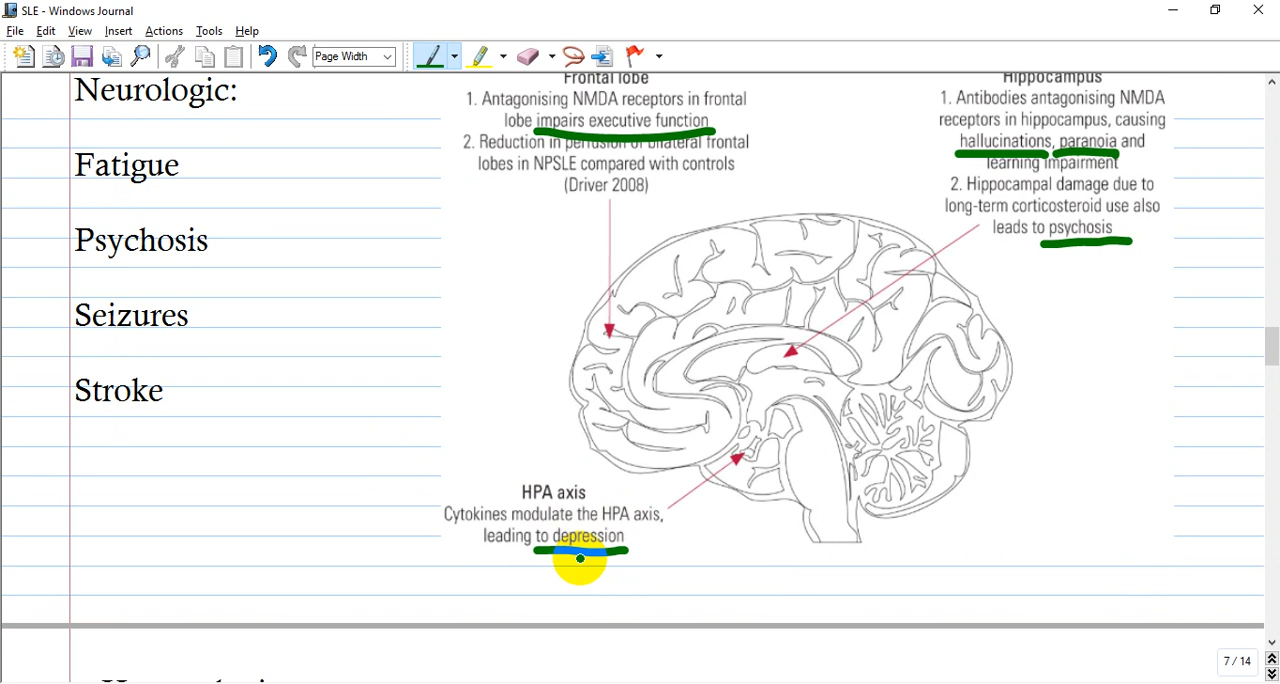 SLE - Windows Journal
File Edit View Insert Actions Tools Help
Page Width
Neurologic:
Fatigue
Psychosis
Seizures
Stroke
Frontal lobe
1. Antagonising NMDA receptors in frontal
lobe impairs executive function
2. Reduction in perfusion of bilateral frontal
lobes in NPSLE compared with controls
(Driver 2008)
Hippocampus
1. Antibodies antagonising NMDA
receptors in hippocampus, causing
hallucinations, paranoia and
learning impairment
2. Hippocampal damage due to
long-term corticosteroid use also
leads to psychosis
HPA axis
Cytokines modulate the HPA axis,
leading to depression
7 / 14